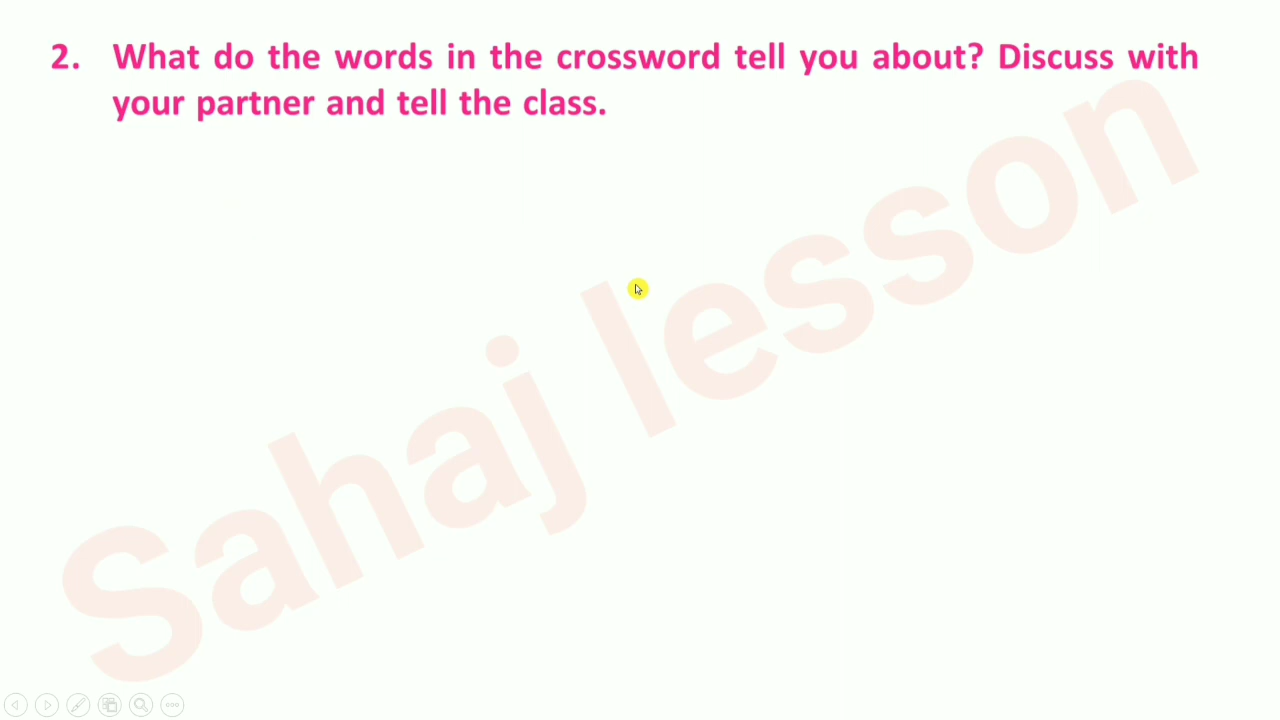 2. What do the words in the crossword tell you about? Discuss with
your partner and tell the class.
Sahaj lesson